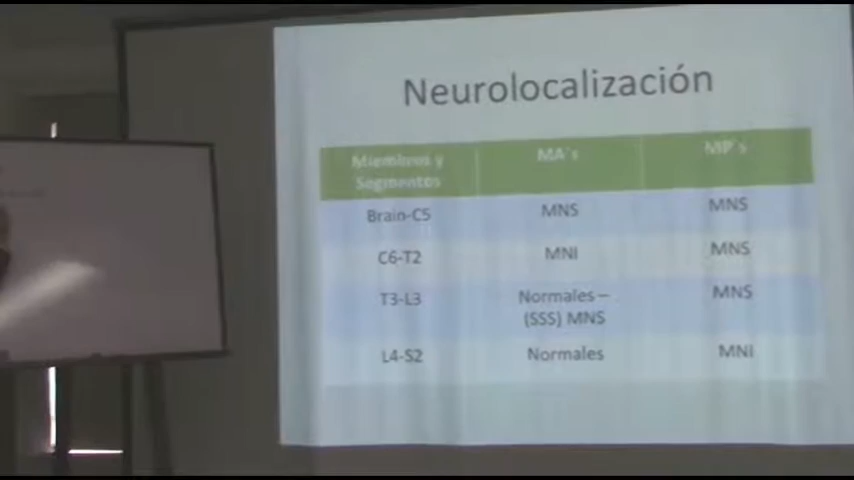 Neurolocalización
Miembros y
Segmentos
MA´s
MP´s
Brain-C5
MNS
MNS
C6-T2
MNI
MNS
T3-L3
Normales –
(SSS) MNS
MNS
L4-S2
Normales
MNI